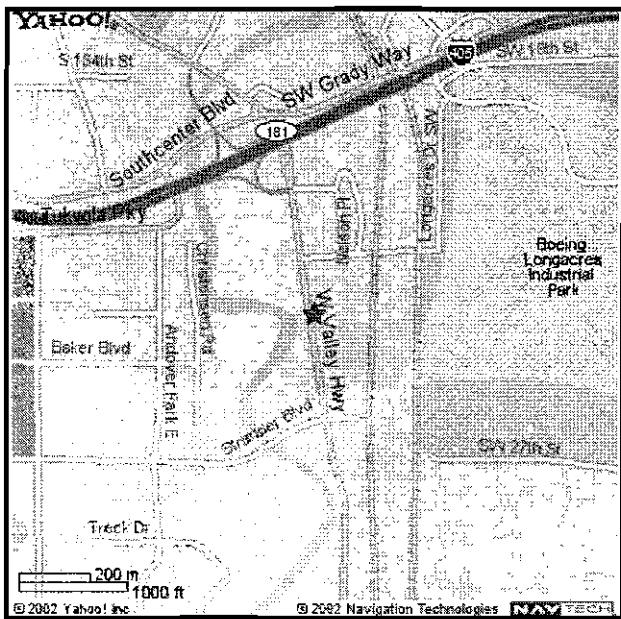 YAHOO!
S 154th St
Southcenter Blvd
SW Grady Way
405
SW 16th St
181
Tukwila Pky
Nelson Pl
Longacres Dr SW
Christensen Rd
Boeing
Longacres
Industrial
Park
W Valley Hwy
Baker Blvd
Andover Park E
Strander Blvd
SW 27th St
Treck Dr
200 m
1000 ft
© 2002 Yahoo! Inc
© 2002 Navigation Technologies
NAVTECH